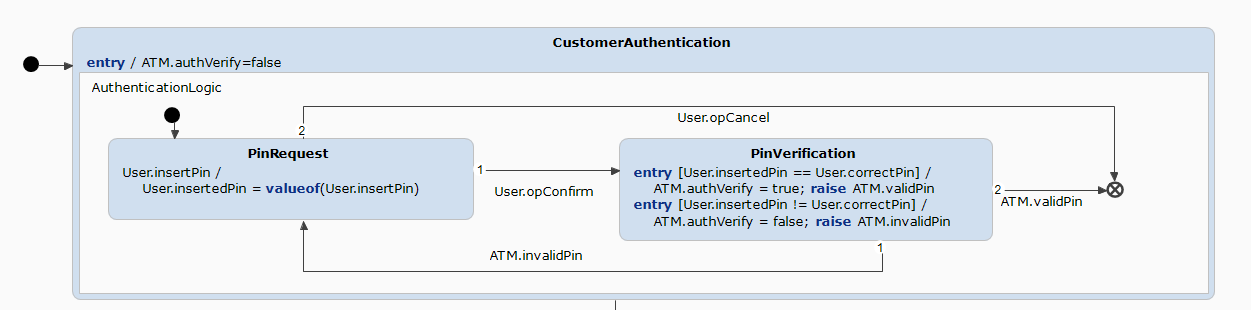 CustomerAuthentication
entry / ATM.authVerify=false
AuthenticationLogic
2
User.opCancel
PinRequest
User.insertPin /
User.insertedPin = valueof(User.insertPin)
1
User.opConfirm
PinVerification
entry [User.insertedPin == User.correctPin] /
ATM.authVerify = true; raise ATM.validPin
entry [User.insertedPin != User.correctPin] /
ATM.authVerify = false; raise ATM.invalidPin
2
ATM.validPin
1
ATM.invalidPin